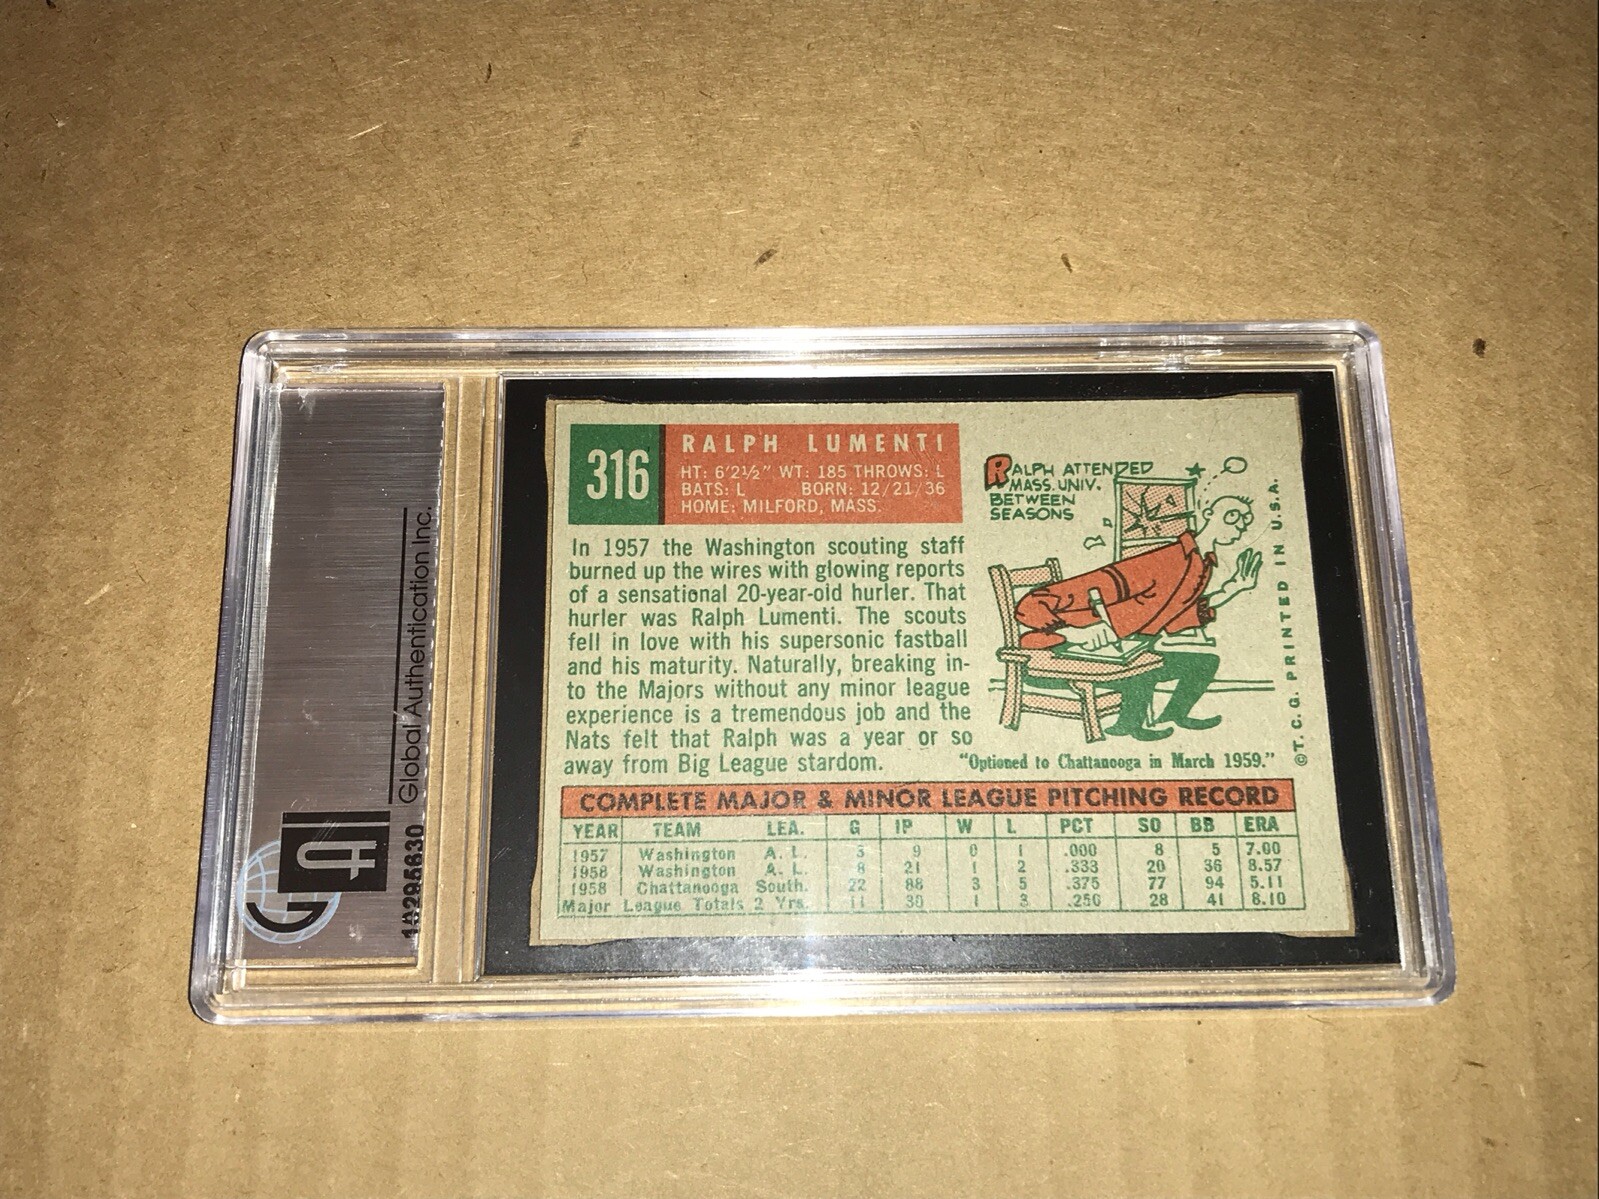 316
RALPH LUMENTI
HT: 6'2½" WT: 185 THROWS: L
BATS: L BORN: 12/21/36
HOME: MILFORD, MASS.
In 1957 the Washington scouting staff
burned up the wires with glowing reports
of a sensational 20-year-old hurler. That
hurler was Ralph Lumenti. The scouts
fell in love with his supersonic fastball
and his maturity. Naturally, breaking in-
to the Majors without any minor league
experience is a tremendous job and the
Nats felt that Ralph was a year or so
away from Big League stardom.
RALPH ATTENDED
MASS. UNIV.
BETWEEN
SEASONS
"Optioned to Chattanooga in March 1959."
©T. C. G. PRINTED IN U.S.A.
COMPLETE MAJOR & MINOR LEAGUE PITCHING RECORD
YEAR TEAM LEA. G IP W L PCT SO BB ERA
1957 Washington A. L. 3 9 0 1 .000 8 5 7.00
1958 Washington A. L. 8 21 1 2 .333 20 36 8.57
1958 Chattanooga South. 22 88 3 5 .375 77 94 5.11
Major League Totals 2 Yrs. 11 30 1 3 .250 28 41 8.10
Global Authentication Inc.
10295630